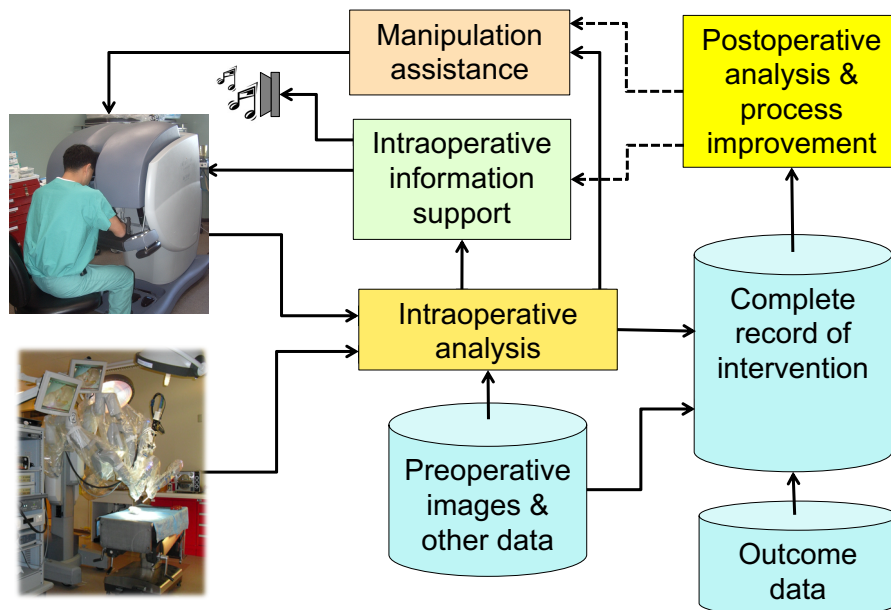 Manipulation
assistance
Postoperative
analysis &
process
improvement
Intraoperative
information
support
Intraoperative
analysis
Complete
record of
intervention
Preoperative
images &
other data
Outcome
data